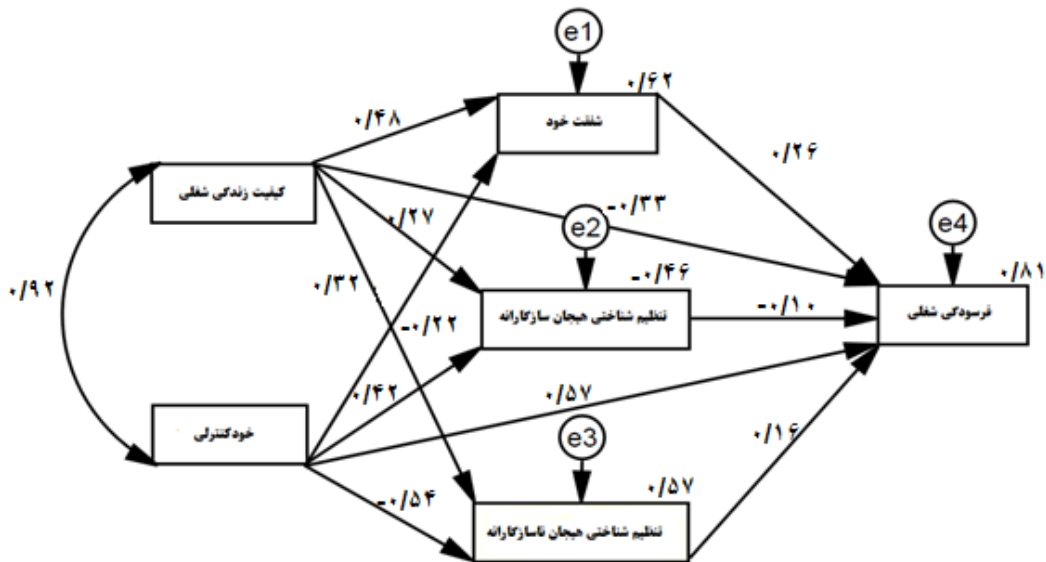 e1
۰/۶۲
شفقت خود
۰/۴۸
۰/۲۶
کیفیت زندگی شغلی
-۰/۳۳
۰/۲۷
e2
e4
-۰/۴۶
۰/۸۱
۰/۹۲
۰/۳۲
تنظیم شناختی هیجان سازگارانه
-۰/۱۰
فرسودگی شغلی
-۰/۲۲
۰/۴۲
۰/۵۷
خودکنترلی
e3
۰/۱۶
-۰/۵۴
۰/۵۷
تنظیم شناختی هیجان ناسازگارانه